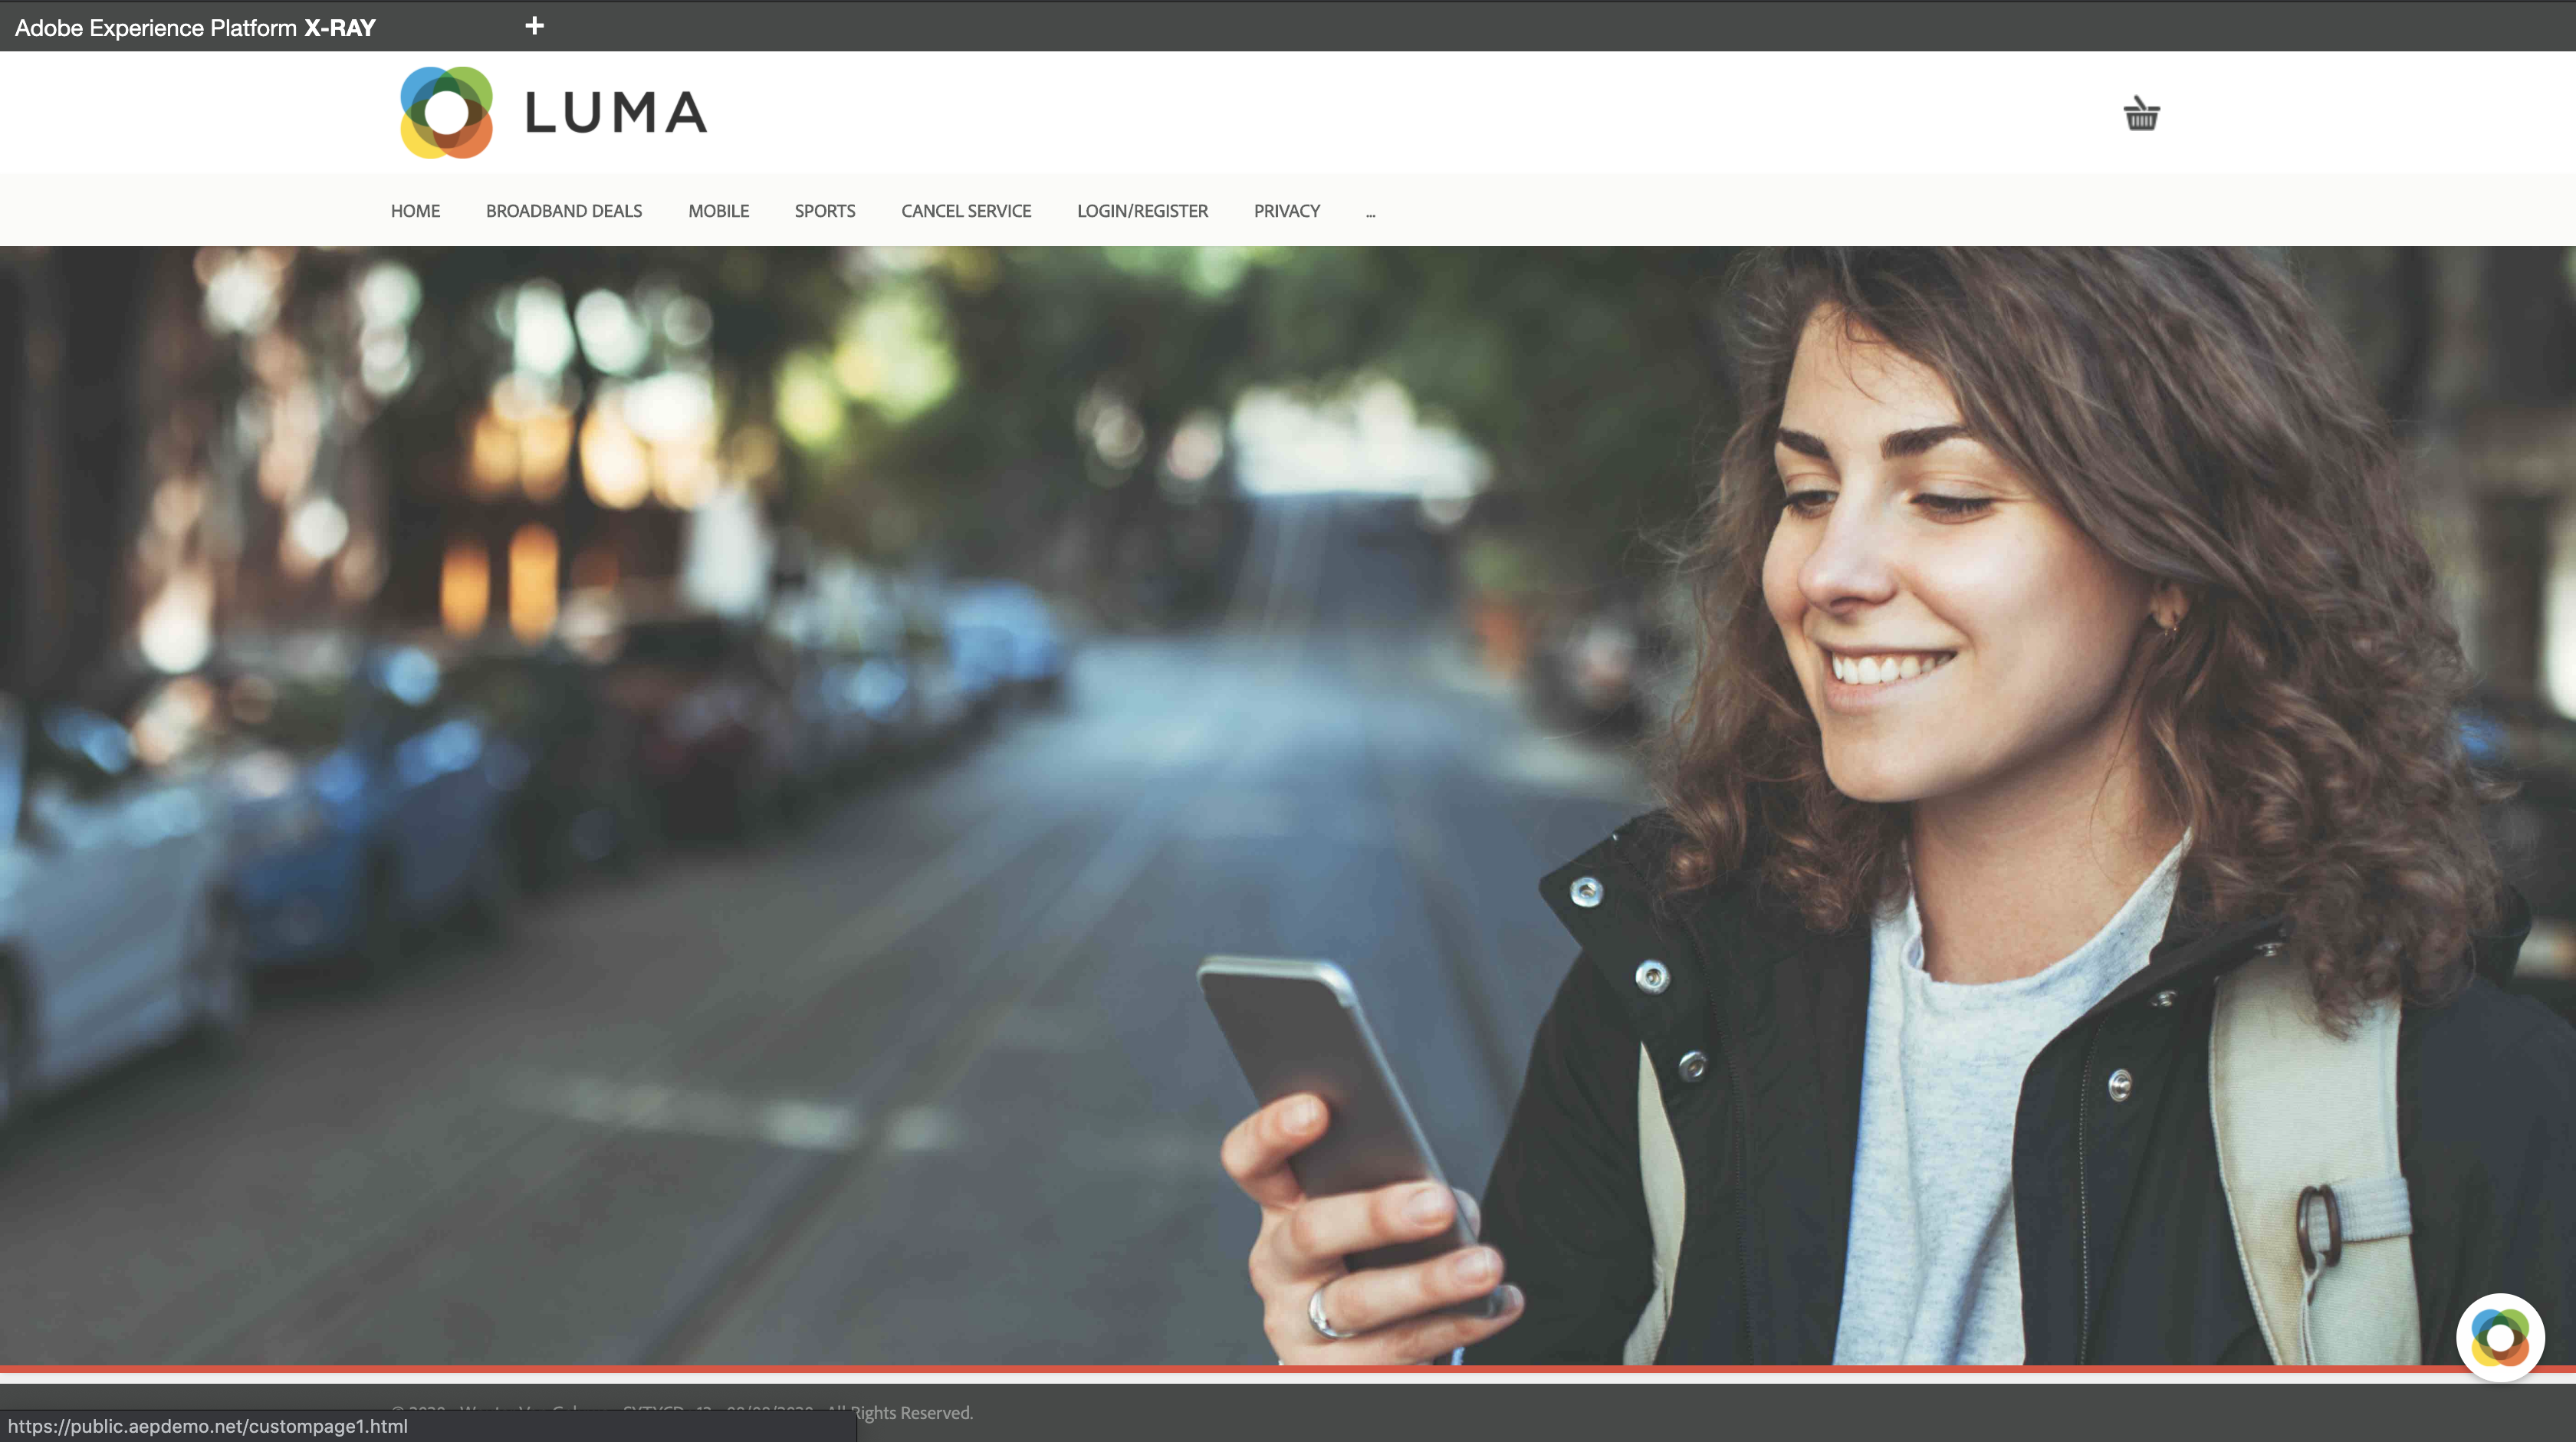 Adobe Experience Platform X-RAY +
LUMA
HOME BROADBAND DEALS MOBILE SPORTS CANCEL SERVICE LOGIN/REGISTER PRIVACY ...
Rights Reserved.
https://public.aepdemo.net/custompage1.html